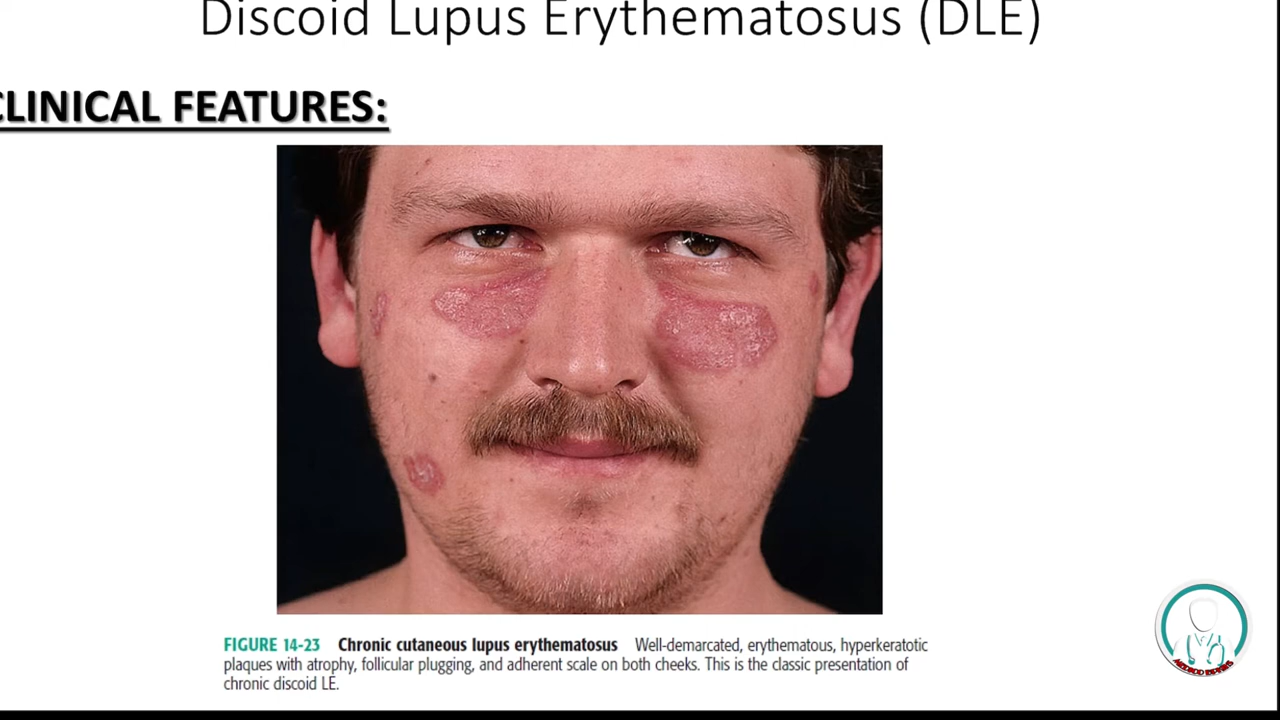 Discoid Lupus Erythematosus (DLE)
CLINICAL FEATURES:
FIGURE 14-23 Chronic cutaneous lupus erythematosus Well-demarcated, erythematous, hyperkeratotic
plaques with atrophy, follicular plugging, and adherent scale on both cheeks. This is the classic presentation of
chronic discoid LE.